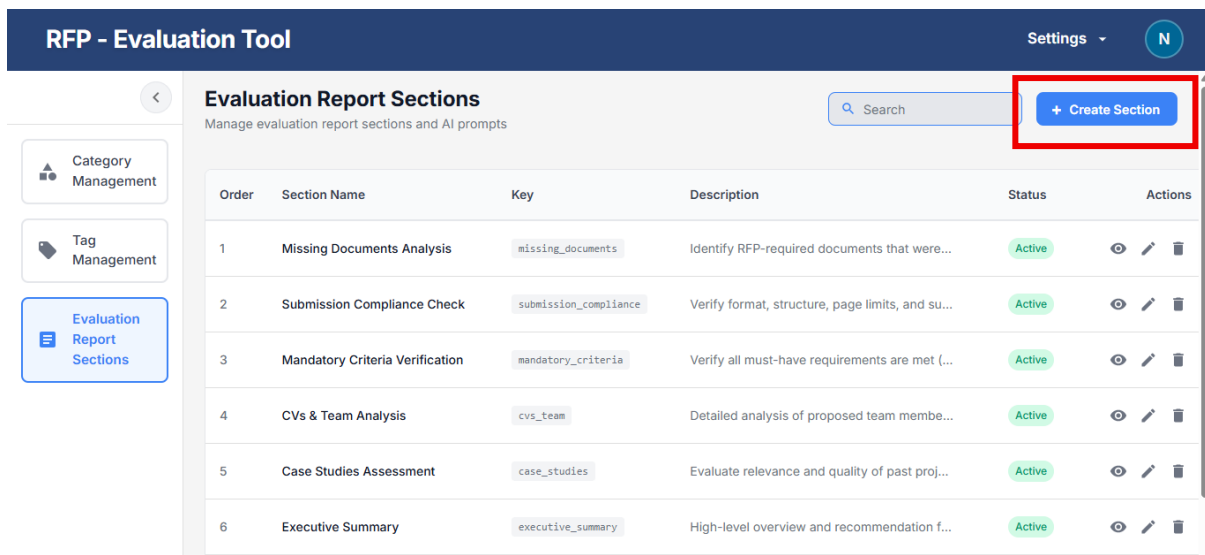 RFP - Evaluation Tool
Settings
N
Evaluation Report Sections
Manage evaluation report sections and AI prompts
Search
+ Create Section
Category
Management
Tag
Management
Evaluation
Report
Sections
Order Section Name Key Description Status Actions
1 Missing Documents Analysis missing_documents Identify RFP-required documents that were... Active
2 Submission Compliance Check submission_compliance Verify format, structure, page limits, and su... Active
3 Mandatory Criteria Verification mandatory_criteria Verify all must-have requirements are met (... Active
4 CVs & Team Analysis cvs_team Detailed analysis of proposed team membe... Active
5 Case Studies Assessment case_studies Evaluate relevance and quality of past proj... Active
6 Executive Summary executive_summary High-level overview and recommendation f... Active